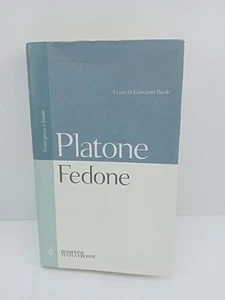 A cura di Giovanni Reale
Testo greco a fronte
Platone
Fedone
BOMPIANI
TESTI A FRONTE